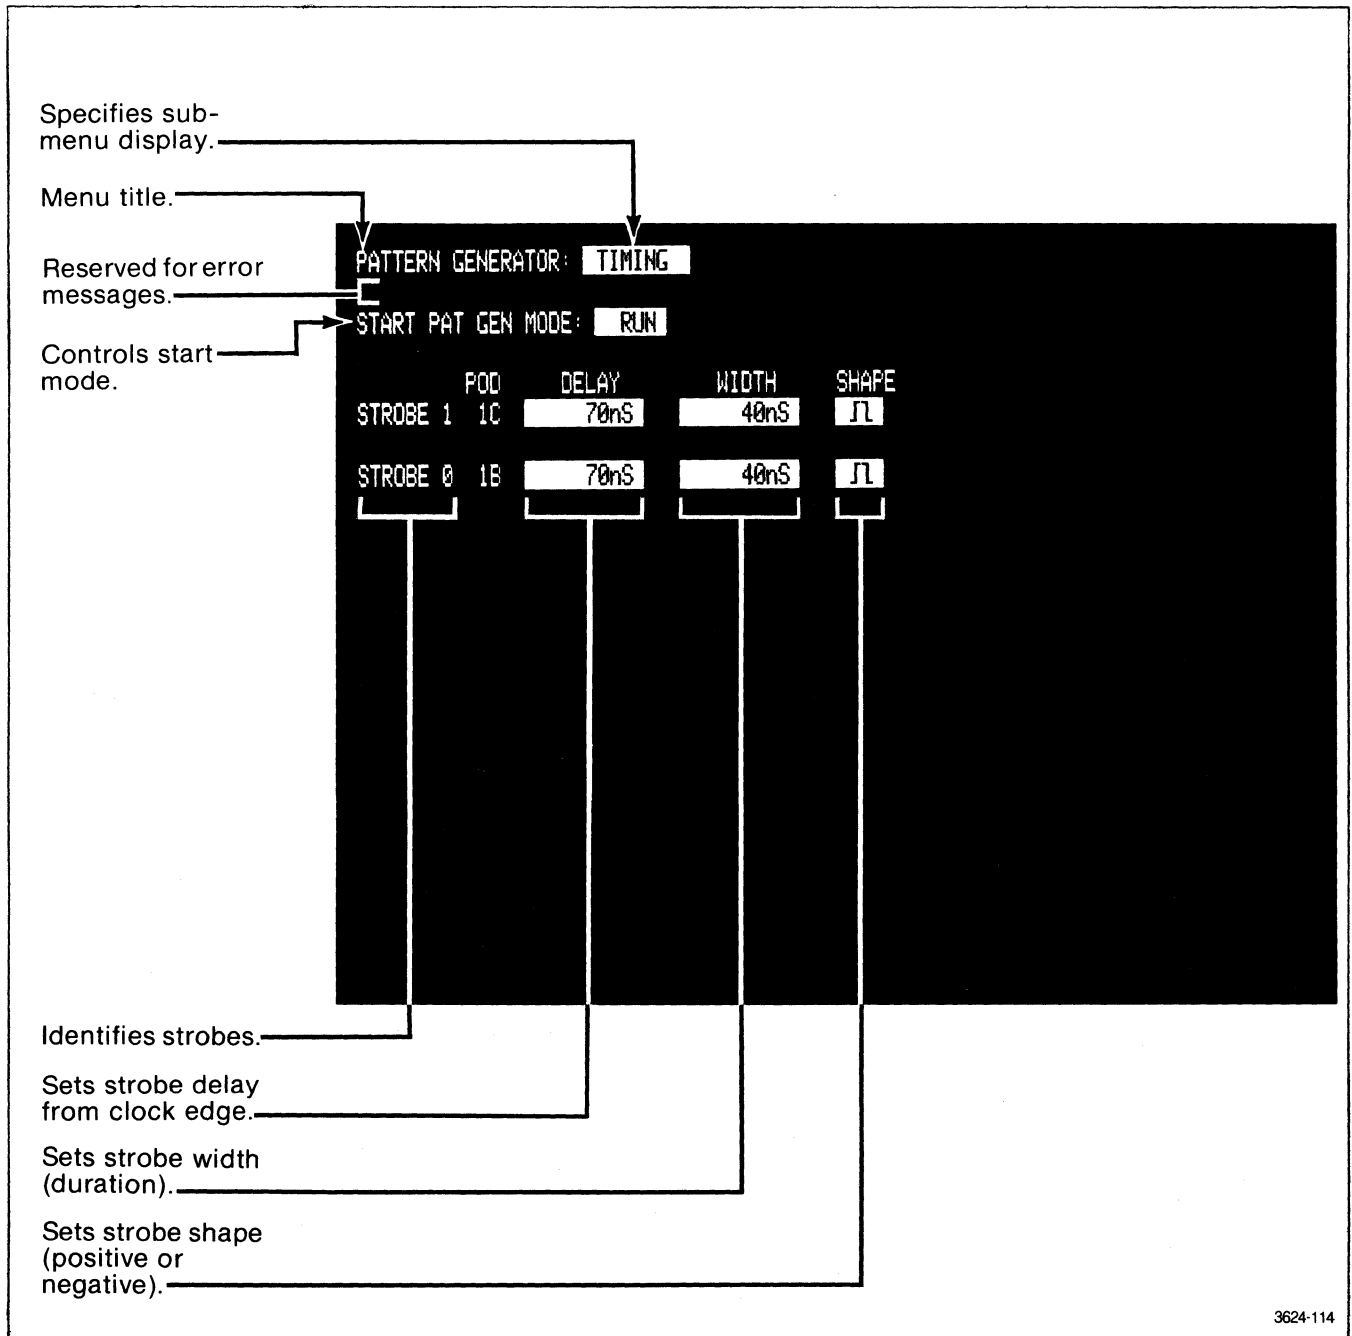 Specifies sub-
menu display.
Menu title.
Reserved for error
messages.
Controls start
mode.
PATTERN GENERATOR: TIMING
START PAT GEN MODE: RUN
POD DELAY WIDTH SHAPE
STROBE 1 1C 70nS 40nS
STROBE 0 1B 70nS 40nS
Identifies strobes.
Sets strobe delay
from clock edge.
Sets strobe width
(duration).
Sets strobe shape
(positive or
negative).
3624-114